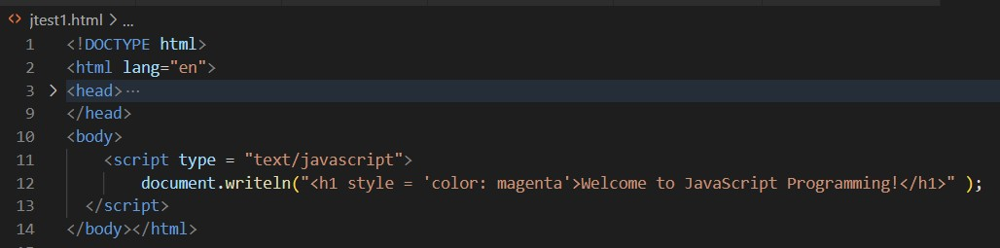 <> jtest1.html > ...
1 <!DOCTYPE html>
2 <html lang="en">
3 > <head>···
9 </head>
10 <body>
11 <script type = "text/javascript">
12 document.writeln("<h1 style = 'color: magenta'>Welcome to JavaScript Programming!</h1>" );
13 </script>
14 </body></html>